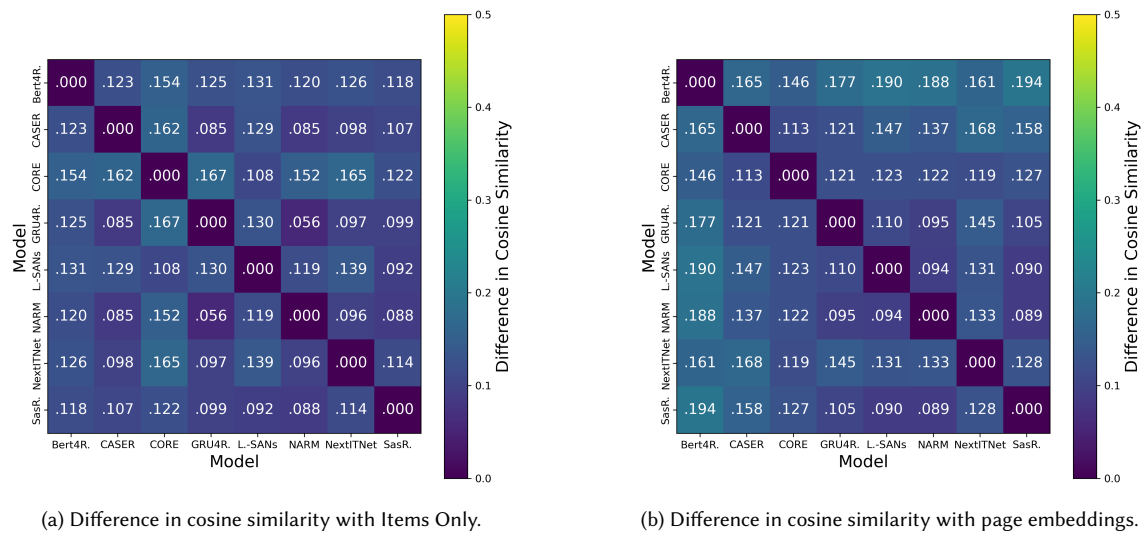 Bert4R. .000 .123 .154 .125 .131 .120 .126 .118
CASER .123 .000 .162 .085 .129 .085 .098 .107
CORE .154 .162 .000 .167 .108 .152 .165 .122
GRU4R. .125 .085 .167 .000 .130 .056 .097 .099
L.-SANs .131 .129 .108 .130 .000 .119 .139 .092
NARM .120 .085 .152 .056 .119 .000 .096 .088
NextITNet .126 .098 .165 .097 .139 .096 .000 .114
SasR. .118 .107 .122 .099 .092 .088 .114 .000
Bert4R. CASER CORE GRU4R. L.-SANs NARM NextITNet SasR.
Model
Model
0.5
0.4
0.3
0.2
0.1
0.0
Difference in Cosine Similarity
(a) Difference in cosine similarity with Items Only.
Bert4R. .000 .165 .146 .177 .190 .188 .161 .194
CASER .165 .000 .113 .121 .147 .137 .168 .158
CORE .146 .113 .000 .121 .123 .122 .119 .127
GRU4R. .177 .121 .121 .000 .110 .095 .145 .105
L.-SANs .190 .147 .123 .110 .000 .094 .131 .090
NARM .188 .137 .122 .095 .094 .000 .133 .089
NextITNet .161 .168 .119 .145 .131 .133 .000 .128
SasR. .194 .158 .127 .105 .090 .089 .128 .000
Bert4R. CASER CORE GRU4R. L.-SANs NARM NextITNet SasR.
Model
Model
0.5
0.4
0.3
0.2
0.1
0.0
Difference in Cosine Similarity
(b) Difference in cosine similarity with page embeddings.